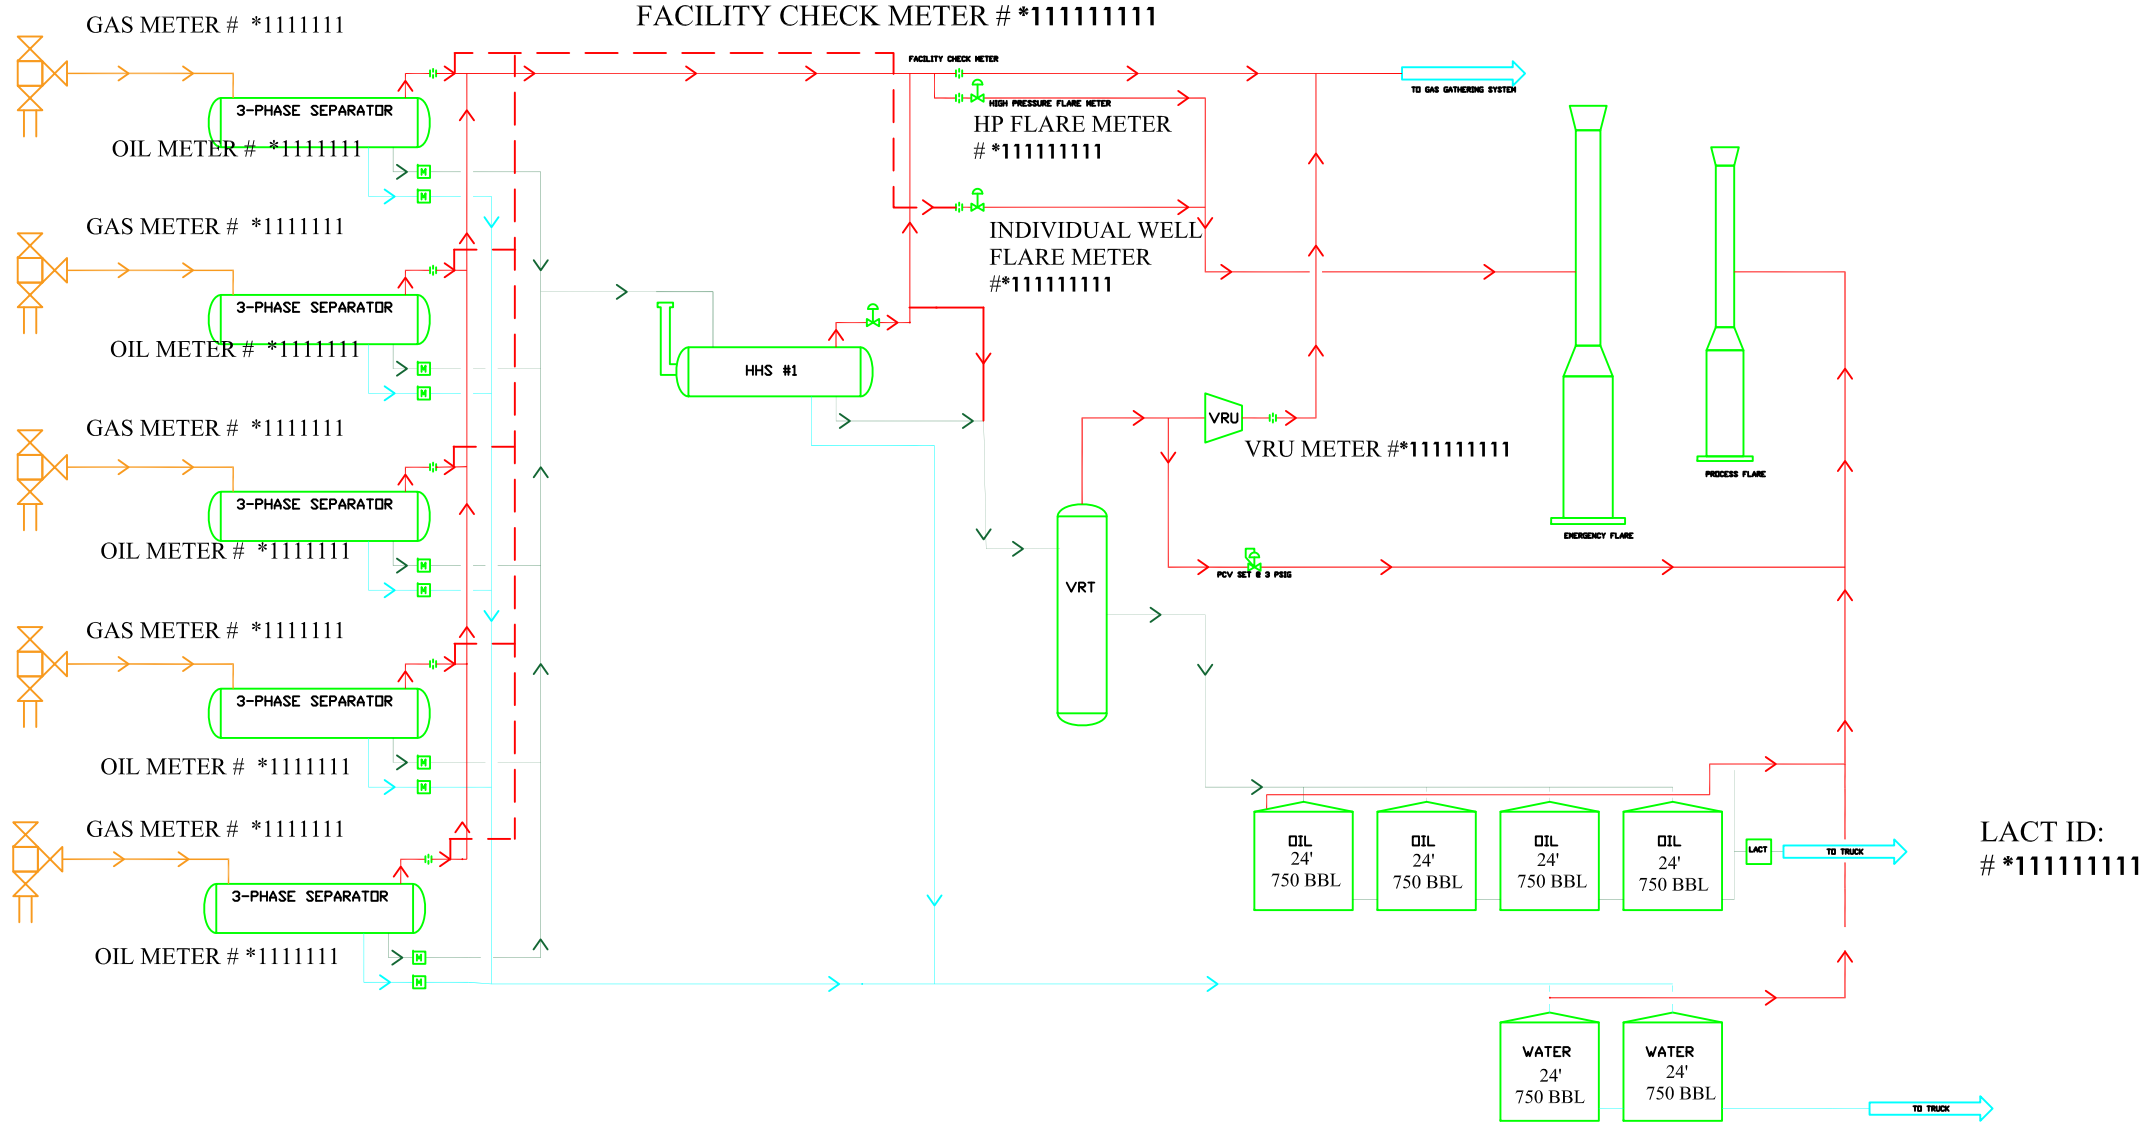 FACILITY CHECK METER # *111111111
GAS METER # *1111111
3-PHASE SEPARATOR
OIL METER # *1111111
M
M
GAS METER # *1111111
3-PHASE SEPARATOR
OIL METER # *1111111
M
M
GAS METER # *1111111
3-PHASE SEPARATOR
OIL METER # *1111111
M
M
GAS METER # *1111111
3-PHASE SEPARATOR
OIL METER # *1111111
M
M
GAS METER # *1111111
3-PHASE SEPARATOR
OIL METER # *1111111
M
M
FACILITY CHECK METER
HIGH PRESSURE FLARE METER
HP FLARE METER
# *111111111
INDIVIDUAL WELL
FLARE METER
#*111111111
TO GAS GATHERING SYSTEM
HHS #1
VRU
VRU METER #*111111111
PCV SET @ 3 PSIG
VRT
EMERGENCY FLARE
PROCESS FLARE
OIL
24'
750 BBL
OIL
24'
750 BBL
OIL
24'
750 BBL
OIL
24'
750 BBL
LACT
TO TRUCK
LACT ID:
# *111111111
WATER
24'
750 BBL
WATER
24'
750 BBL
TO TRUCK